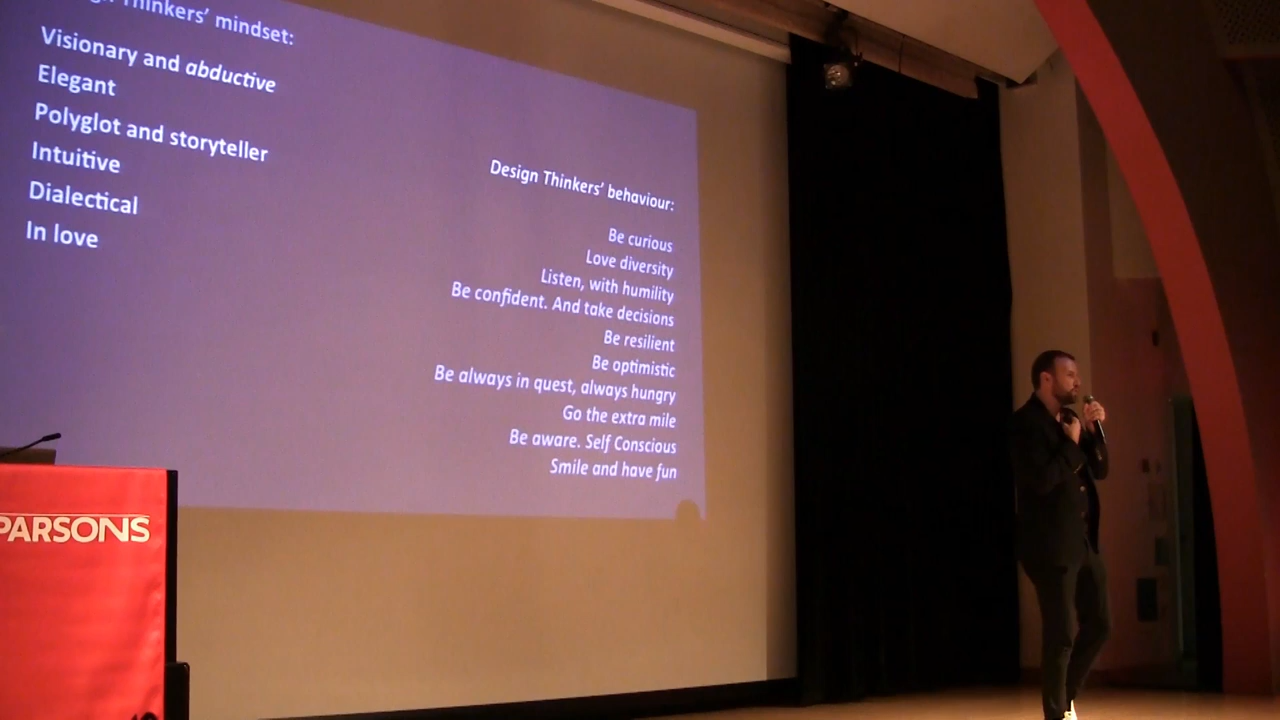 Thinkers' mindset:
Visionary and abductive
Elegant
Polyglot and storyteller
Intuitive
Dialectical
In love
Design Thinkers' behaviour:
Be curious
Love diversity
Listen, with humility
Be confident. And take decisions
Be resilient
Be optimistic
Be always in quest, always hungry
Go the extra mile
Be aware. Self Conscious
Smile and have fun
PARSONS